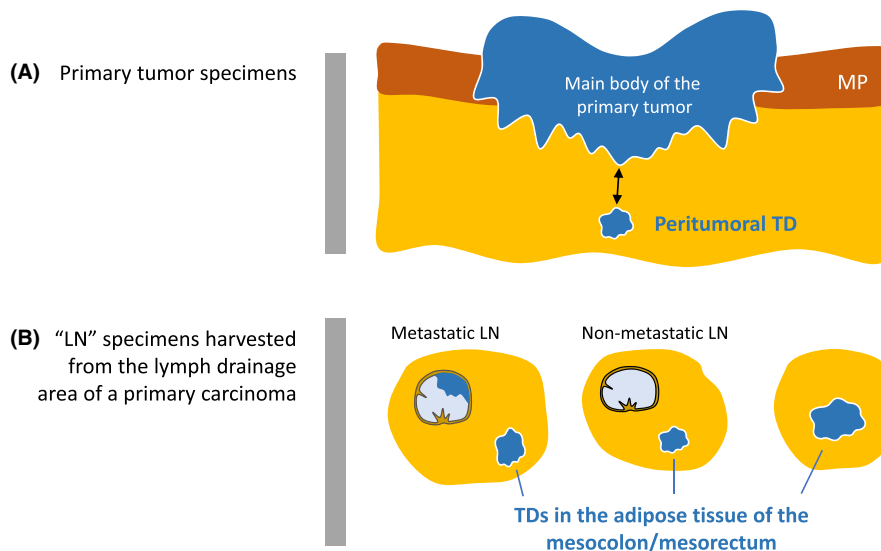 (A) Primary tumor specimens
Main body of the
primary tumor
MP
Peritumoral TD
(B) “LN” specimens harvested
from the lymph drainage
area of a primary carcinoma
Metastatic LN
Non-metastatic LN
TDs in the adipose tissue of the
mesocolon/mesorectum